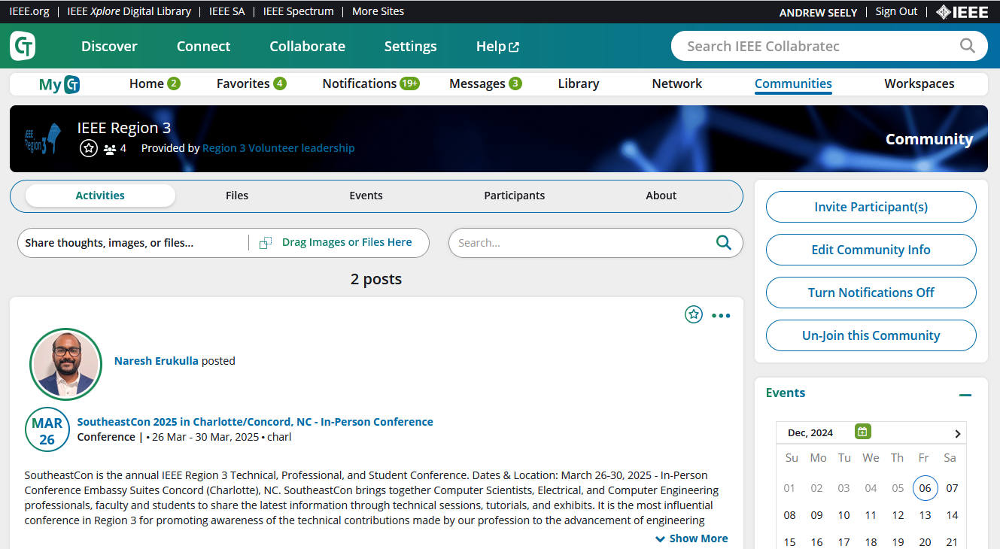 IEEE.org | IEEE Xplore Digital Library | IEEE SA | IEEE Spectrum | More Sites
ANDREW SEELY | Sign Out | IEEE
CT Discover Connect Collaborate Settings Help Search IEEE Collabratec
My CT Home 2 Favorites 4 Notifications 19+ Messages 3 Library Network Communities Workspaces
IEEE Region 3
IEEE Region 3
4 Provided by Region 3 Volunteer leadership
Community
Activities Files Events Participants About
Share thoughts, images, or files... Drag Images or Files Here Search...
2 posts
Naresh Erukulla posted
MAR 26
SoutheastCon 2025 in Charlotte/Concord, NC - In-Person Conference
Conference | • 26 Mar - 30 Mar, 2025 • charl
SoutheastCon is the annual IEEE Region 3 Technical, Professional, and Student Conference. Dates & Location: March 26-30, 2025 - In-Person
Conference Embassy Suites Concord (Charlotte), NC. SoutheastCon brings together Computer Scientists, Electrical, and Computer Engineering
professionals, faculty and students to share the latest information through technical sessions, tutorials, and exhibits. It is the most influential
conference in Region 3 for promoting awareness of the technical contributions made by our profession to the advancement of engineering
Show More
Invite Participant(s)
Edit Community Info
Turn Notifications Off
Un-Join this Community
Events
Dec, 2024
Su Mo Tu We Th Fr Sa
01 02 03 04 05 06 07
08 09 10 11 12 13 14
15 16 17 18 19 20 21